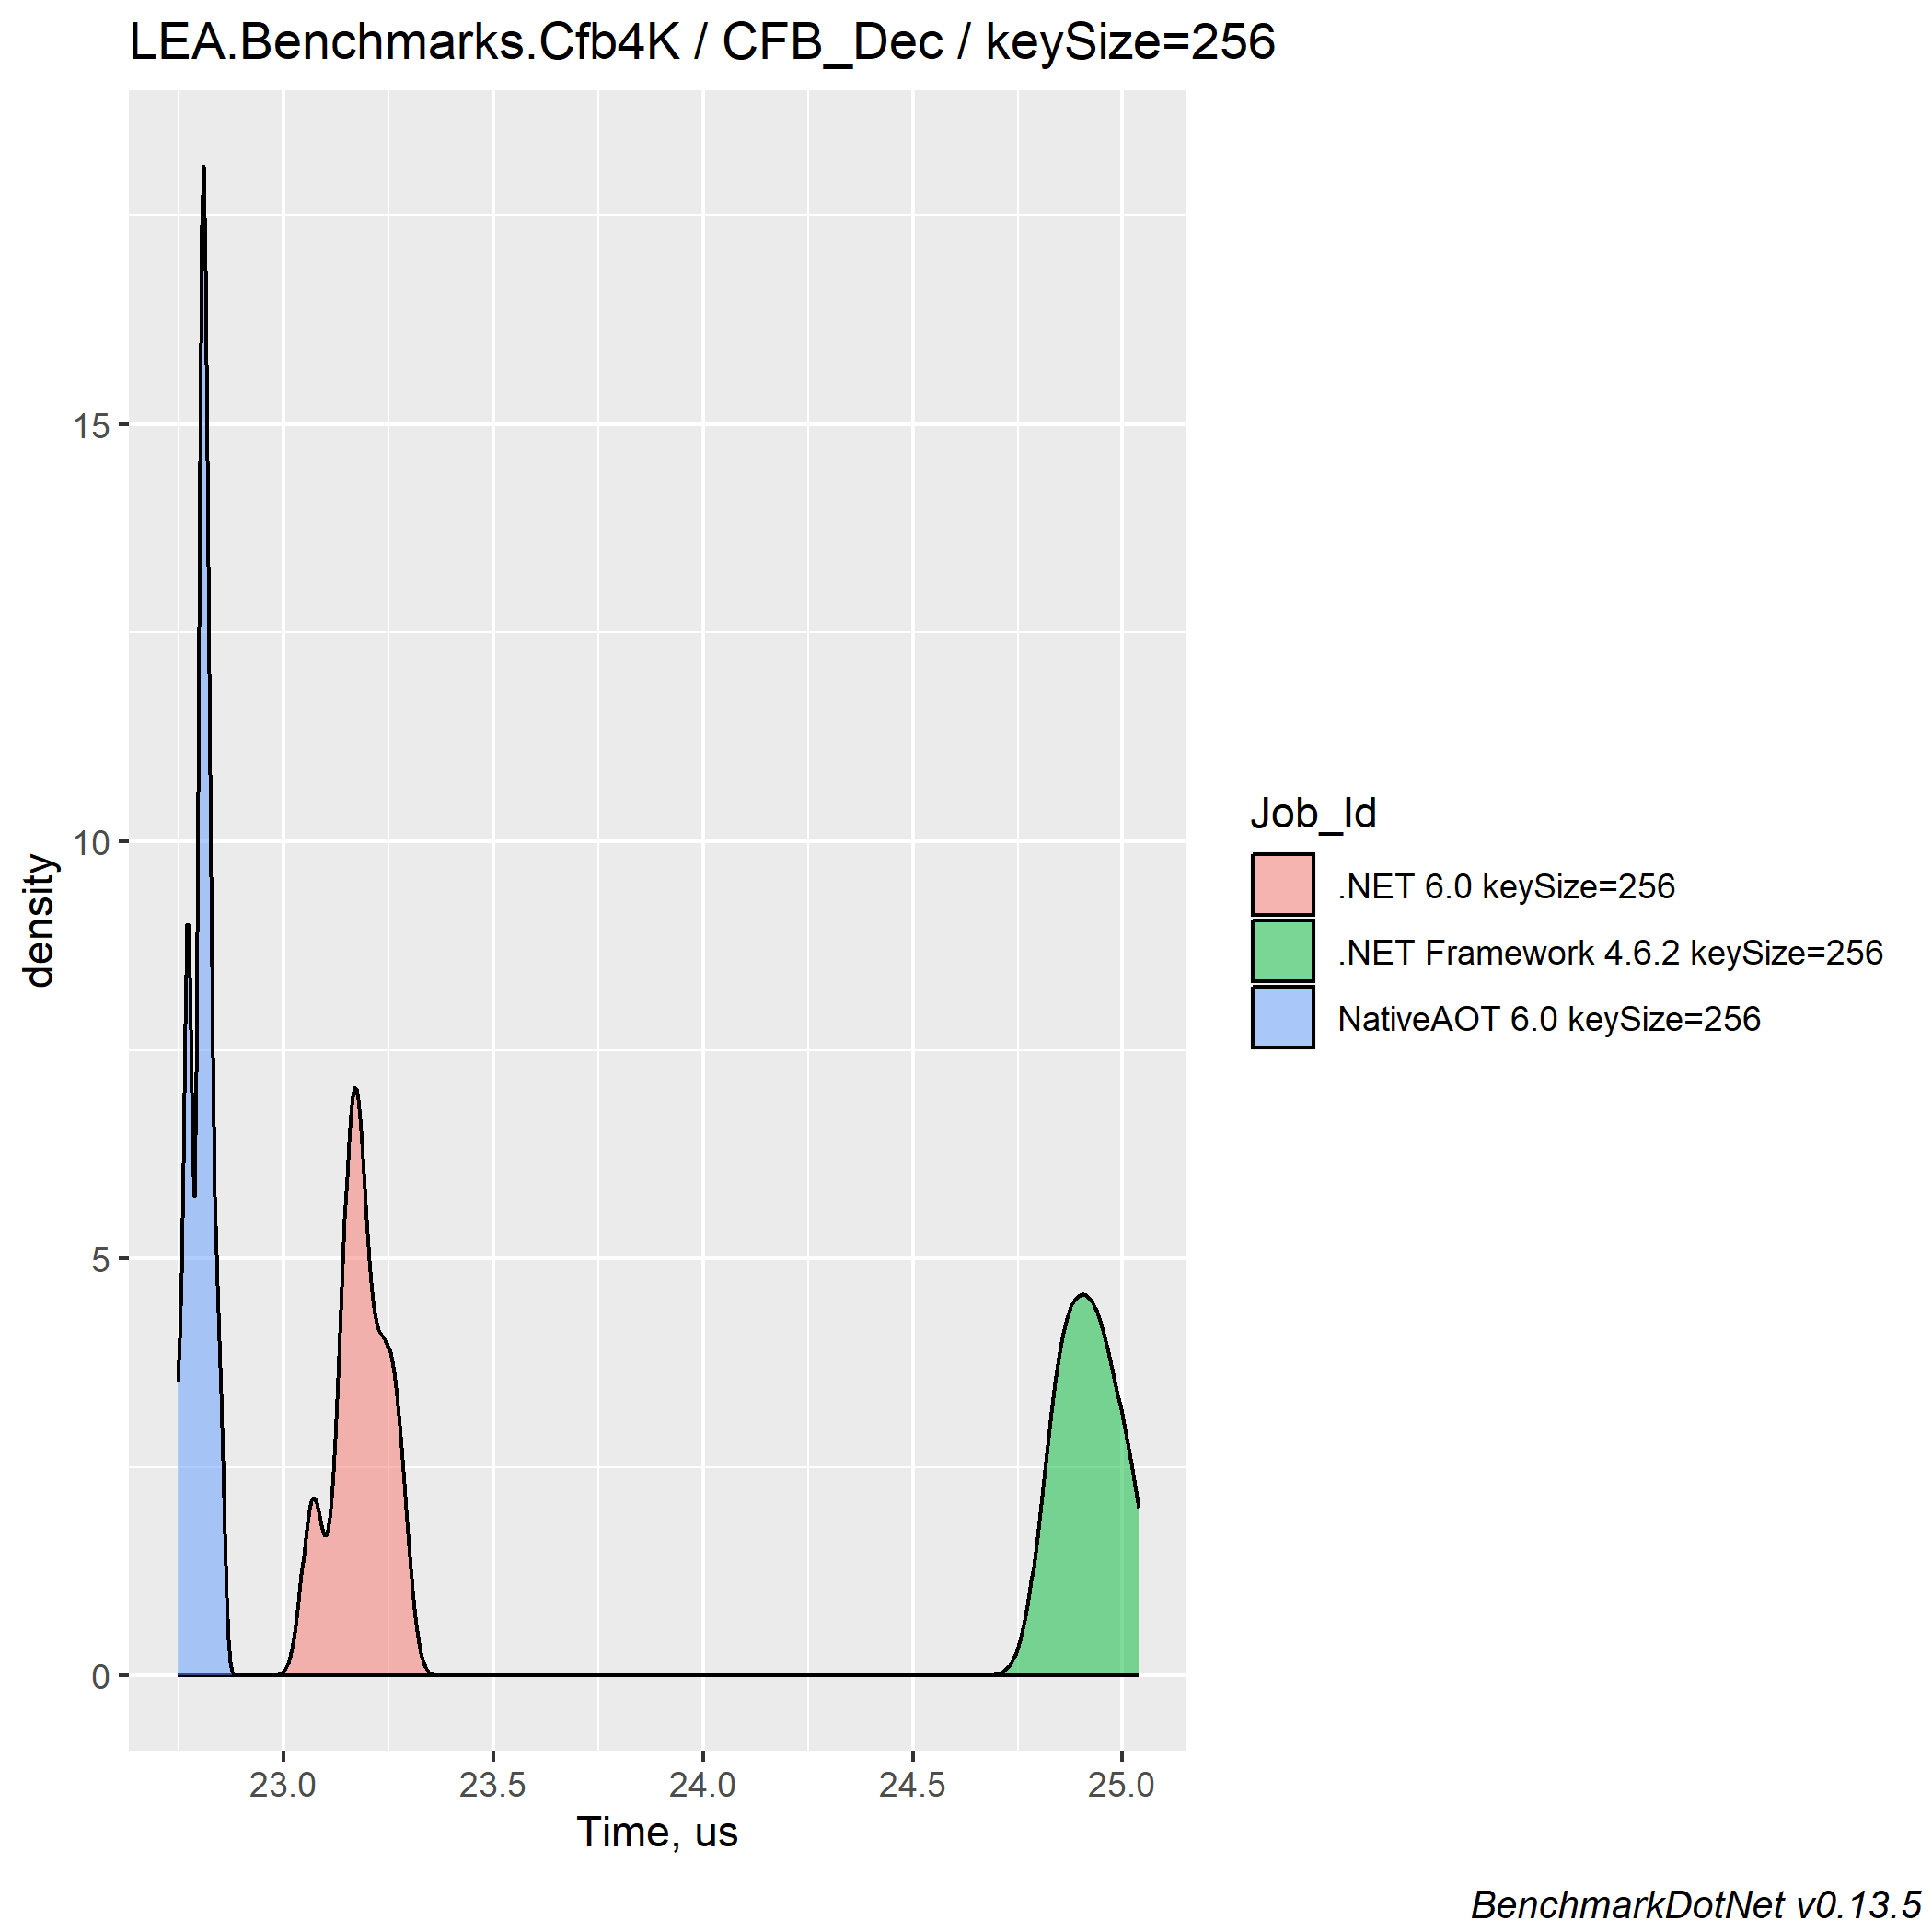 LEA.Benchmarks.Cfb4K / CFB_Dec / keySize=256
density
15
10
5
0
23.0 23.5 24.0 24.5 25.0
Time, us
Job_Id
.NET 6.0 keySize=256
.NET Framework 4.6.2 keySize=256
NativeAOT 6.0 keySize=256
BenchmarkDotNet v0.13.5